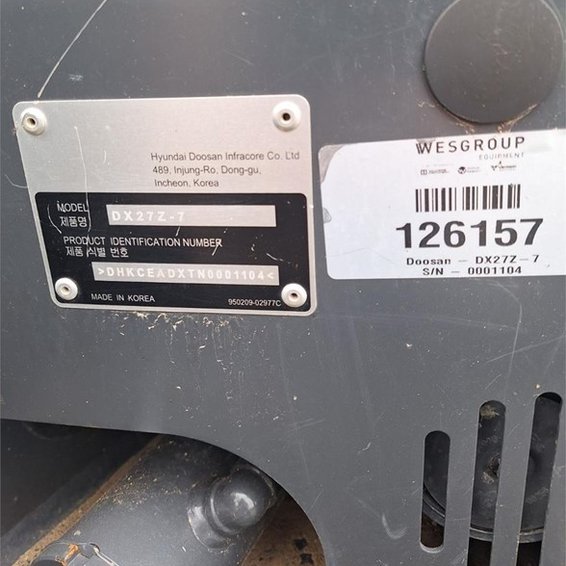 Hyundai Doosan Infracore Co. Ltd
489, Injung-Ro, Dong-gu,
Incheon, Korea
MODEL
제품명
DX27Z-7
PRODUCT IDENTIFICATION NUMBER
제품 식별 번호
>DHKCEADXTN0001104<
MADE IN KOREA
950209-02977C
WESGROUP
EQUIPMENT
126157
Doosan - DX27Z-7
S/N - 0001104